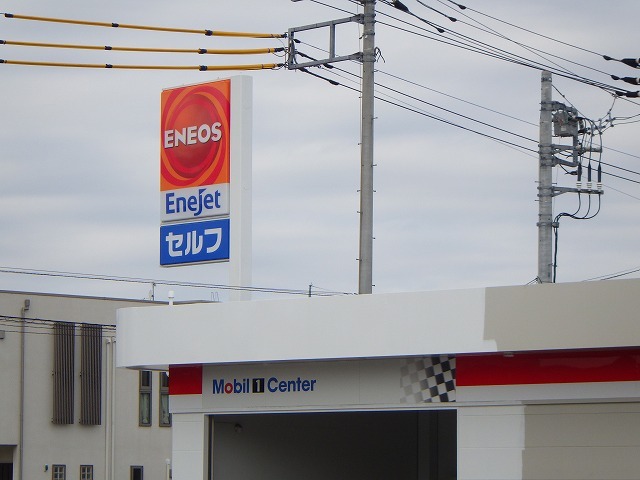 ENEOS
EneJet
セルフ
Mobil 1 Center